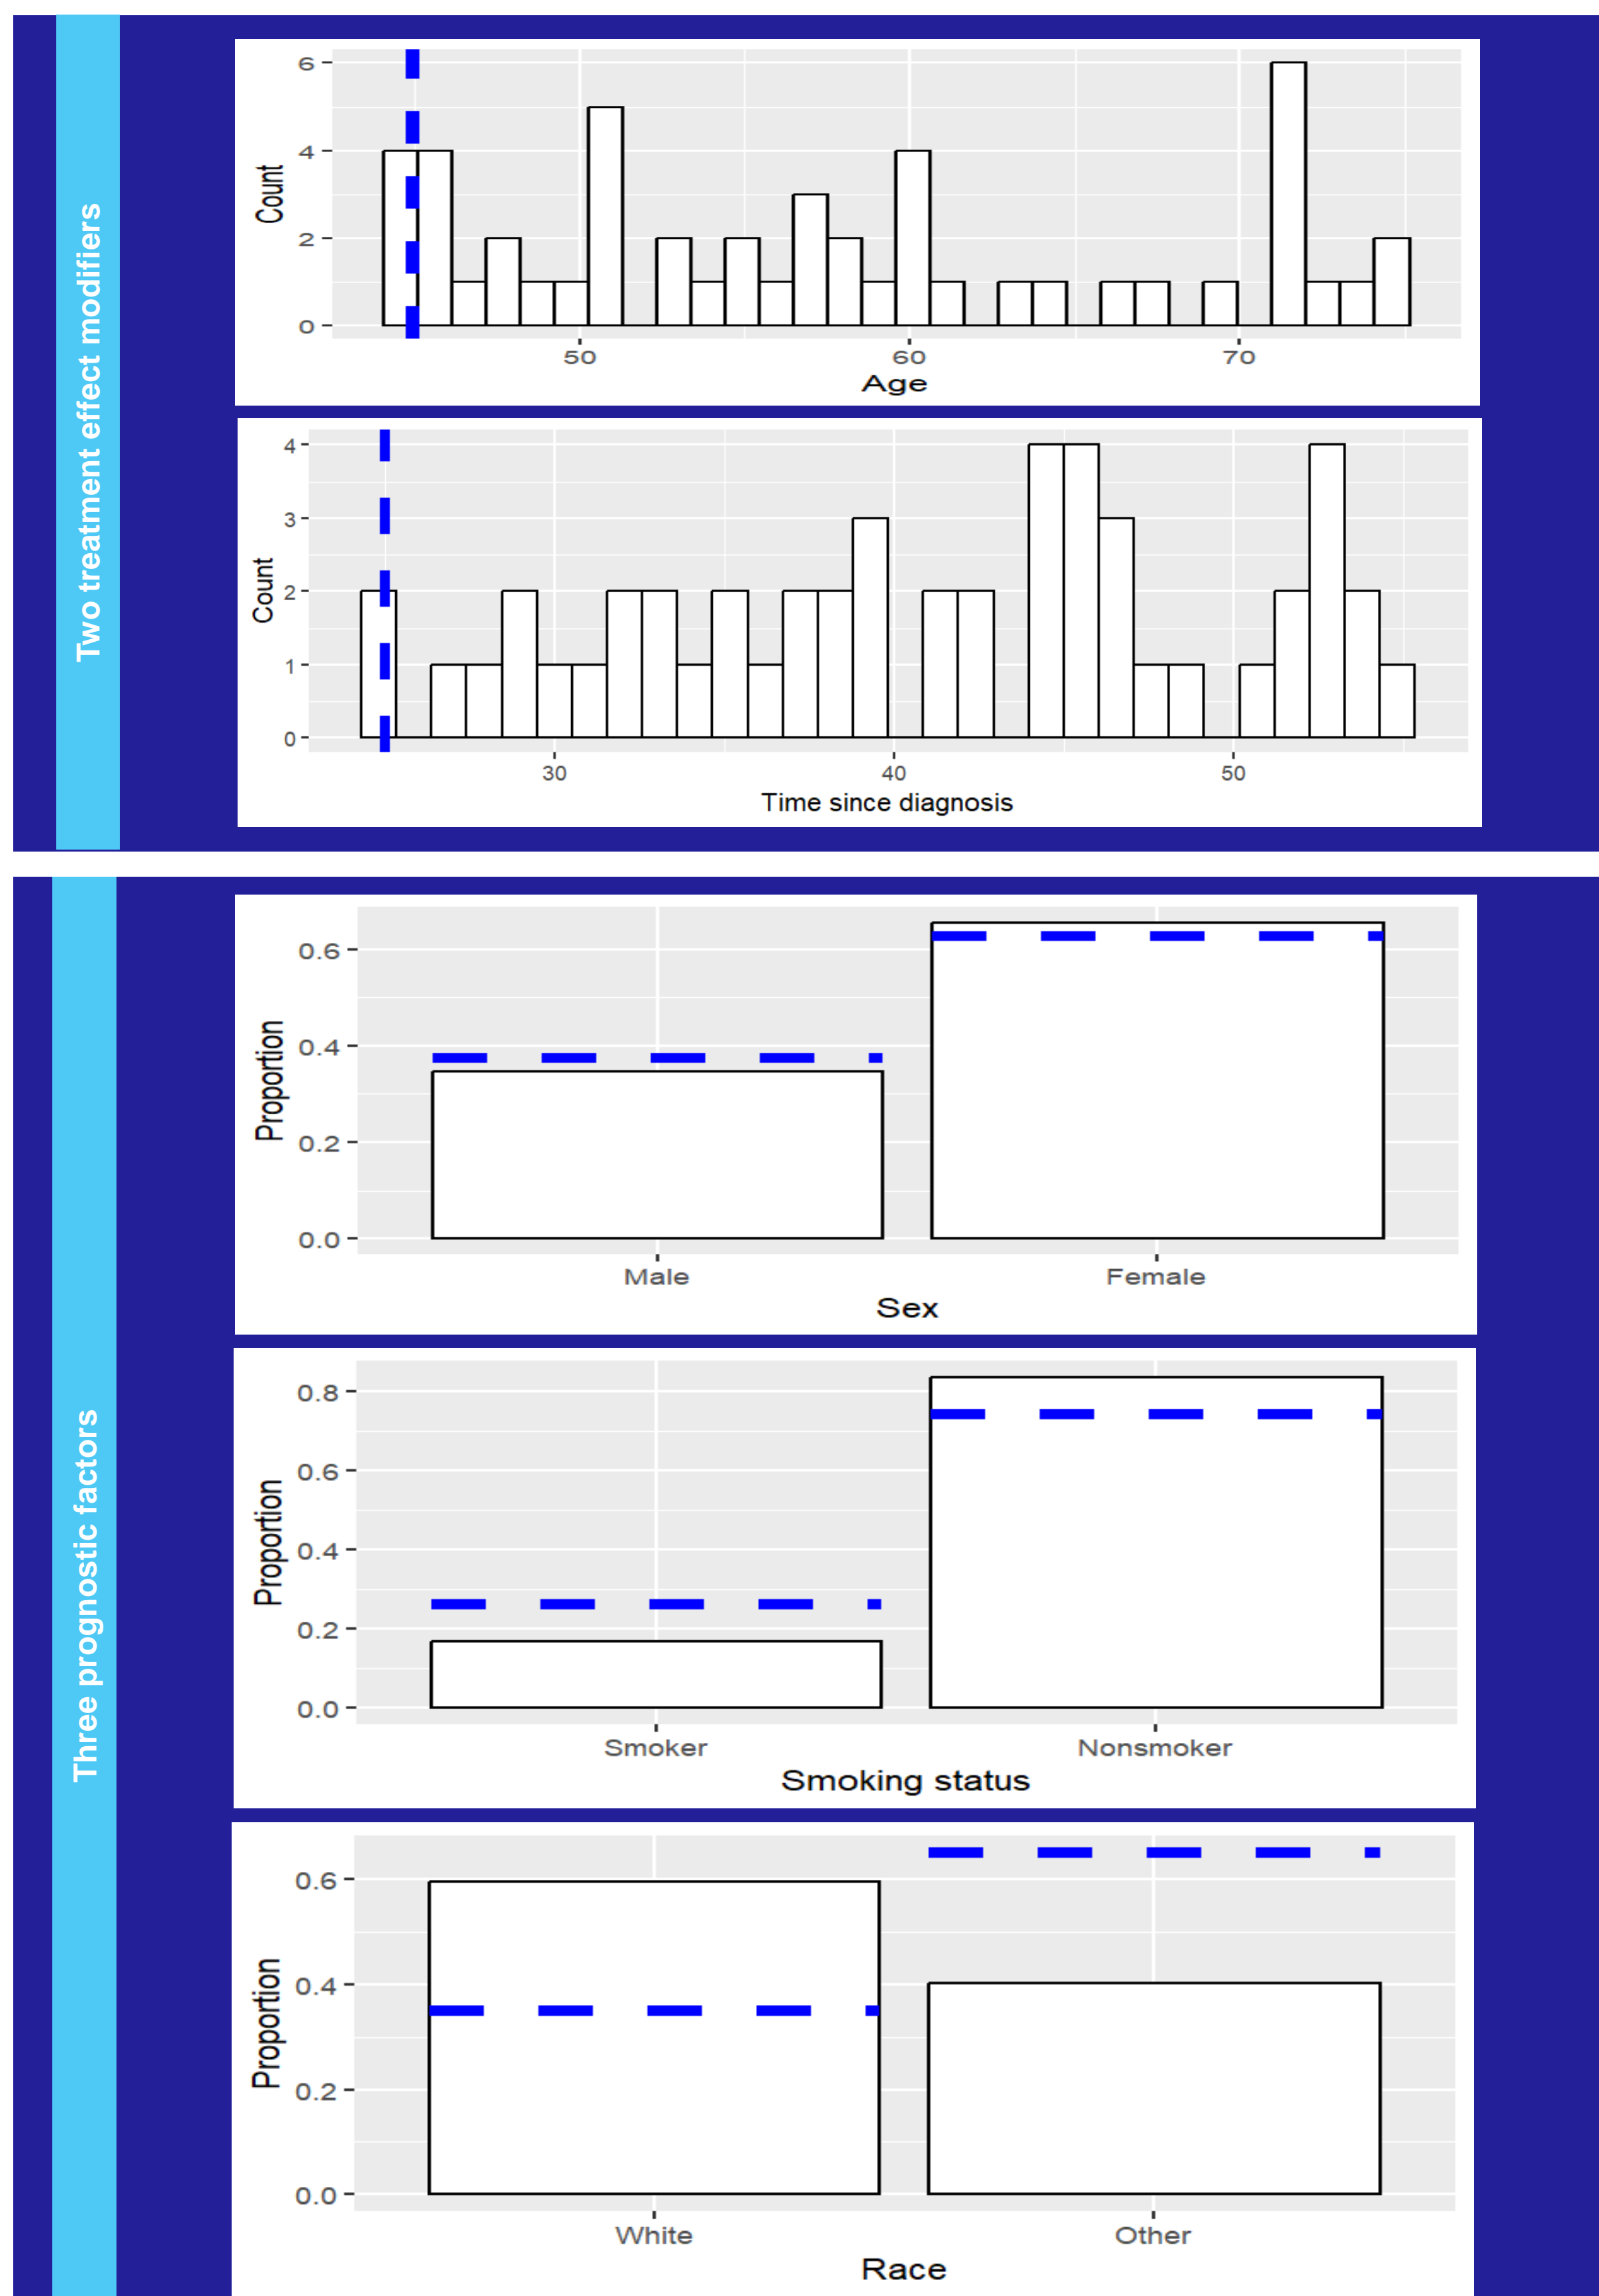 Two treatment effect modifiers
Count
6
4
2
0
50 60 70
Age
Count
4
3
2
1
0
30 40 50
Time since diagnosis
Three prognostic factors
Proportion
0.6
0.4
0.2
0.0
Male Female
Sex
Proportion
0.8
0.6
0.4
0.2
0.0
Smoker Nonsmoker
Smoking status
Proportion
0.6
0.4
0.2
0.0
White Other
Race